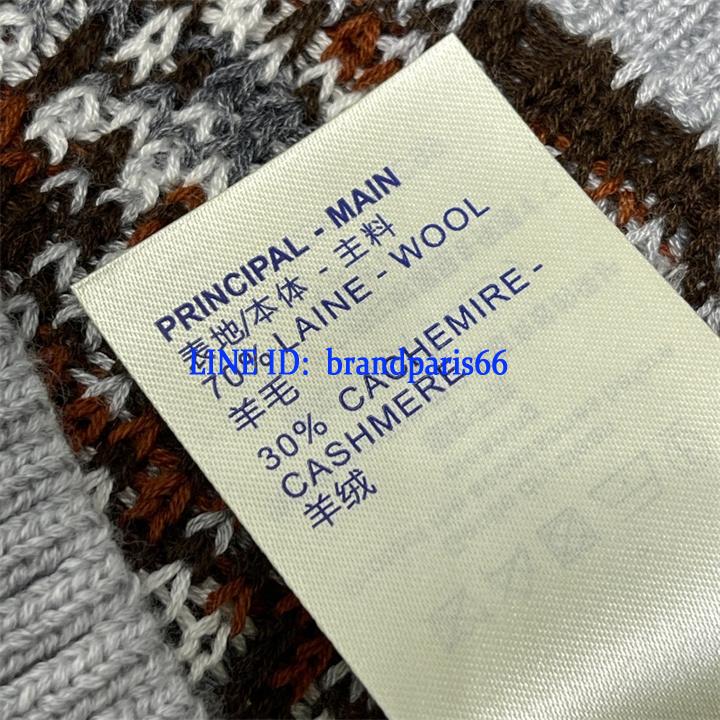 PRINCIPAL - MAIN
表地/本体 - 主料
70% LAINE - WOOL
羊毛
LINE ID: brandparis66
30% CACHEMIRE -
CASHMERE
羊绒